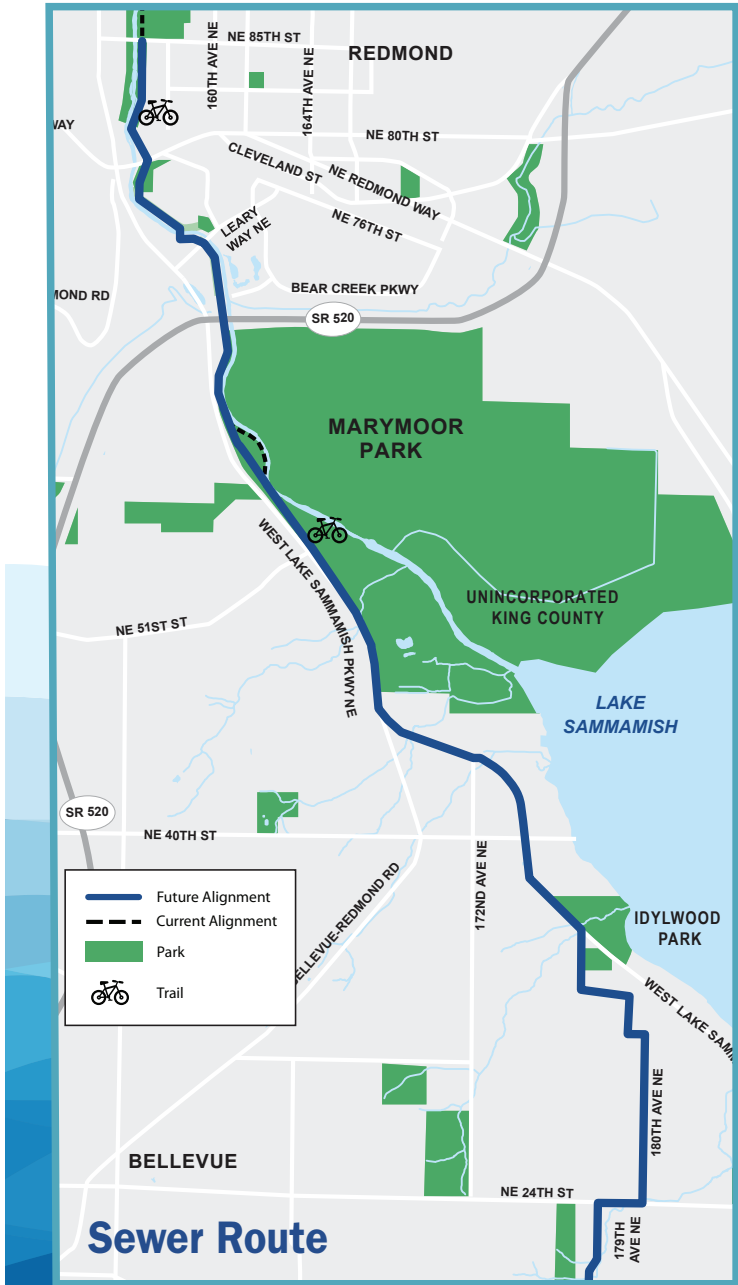 NE 85TH ST
REDMOND
160TH AVE NE
164TH AVE NE
WAY
NE 80TH ST
CLEVELAND ST
NE REDMOND WAY
LEARY
WAY NE
NE 76TH ST
BEAR CREEK PKWY
MOND RD
SR 520
MARYMOOR
PARK
WEST LAKE SAMMAMISH PKWY NE
UNINCORPORATED
KING COUNTY
NE 51ST ST
LAKE
SAMMAMISH
SR 520
NE 40TH ST
172ND AVE NE
BELLEVUE-REDMOND RD
Future Alignment
Current Alignment
Park
Trail
IDYLWOOD
PARK
WEST LAKE SAMM
180TH AVE NE
BELLEVUE
NE 24TH ST
179TH
AVE NE
Sewer Route